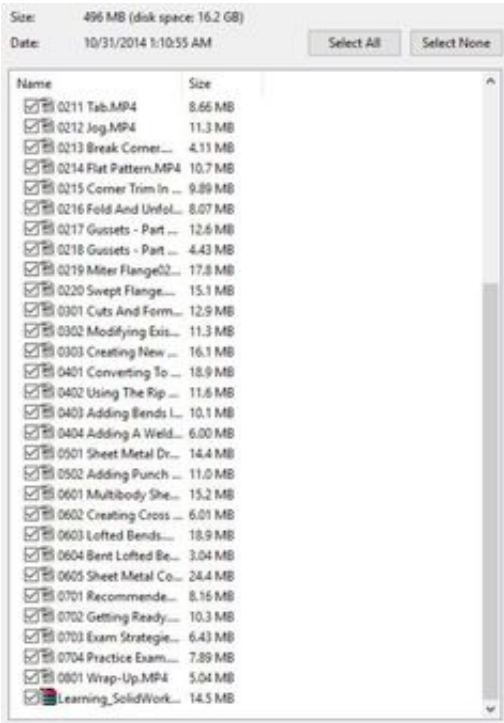 Size: 496 MB (disk space: 16.2 GB)
Date: 10/31/2014 1:10:55 AM Select All Select None
Name Size
0211 Tab.MP4 8.66 MB
0212 Jog.MP4 11.3 MB
0213 Break Corner.... 4.11 MB
0214 Flat Pattern.MP4 10.7 MB
0215 Corner Trim In ... 9.89 MB
0216 Fold And Unfol... 8.07 MB
0217 Gussets - Part ... 12.6 MB
0218 Gussets - Part ... 4.43 MB
0219 Miter Flange02... 17.8 MB
0220 Swept Flange.... 15.1 MB
0301 Cuts And Form... 12.9 MB
0302 Modifying Exis... 11.3 MB
0303 Creating New ... 16.1 MB
0401 Converting To ... 18.9 MB
0402 Using The Rip ... 11.6 MB
0403 Adding Bends I... 10.1 MB
0404 Adding A Weld... 6.00 MB
0501 Sheet Metal Dr... 14.4 MB
0502 Adding Punch ... 11.0 MB
0601 Multibody She... 15.2 MB
0602 Creating Cross ... 6.01 MB
0603 Lofted Bends.... 18.9 MB
0604 Bent Lofted Be... 3.04 MB
0605 Sheet Metal Co... 24.4 MB
0701 Recommende... 8.16 MB
0702 Getting Ready.... 10.3 MB
0703 Exam Strategie... 6.43 MB
0704 Practice Exam.... 7.89 MB
0801 Wrap-Up.MP4 5.04 MB
Learning_SolidWork... 14.5 MB